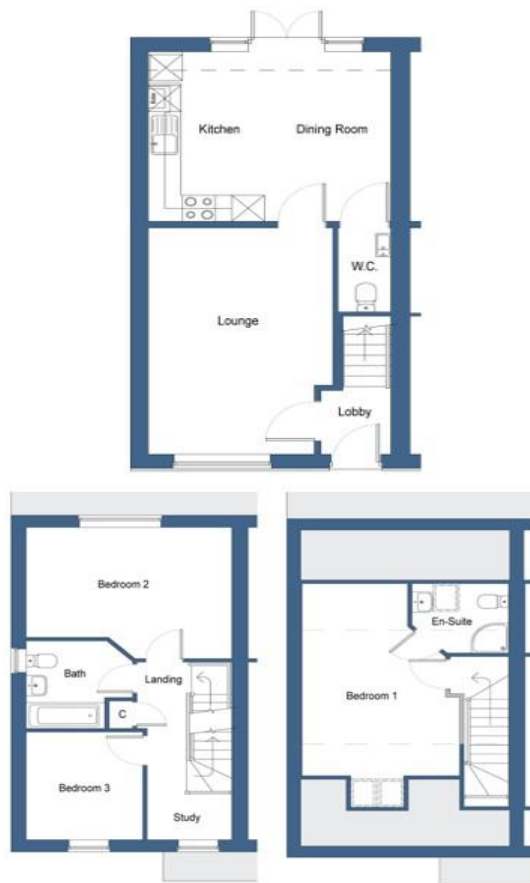 Kitchen
Dining Room
W.C.
Lounge
Lobby
Bedroom 2
Bath
Landing
C
Bedroom 3
Study
En-Suite
Bedroom 1